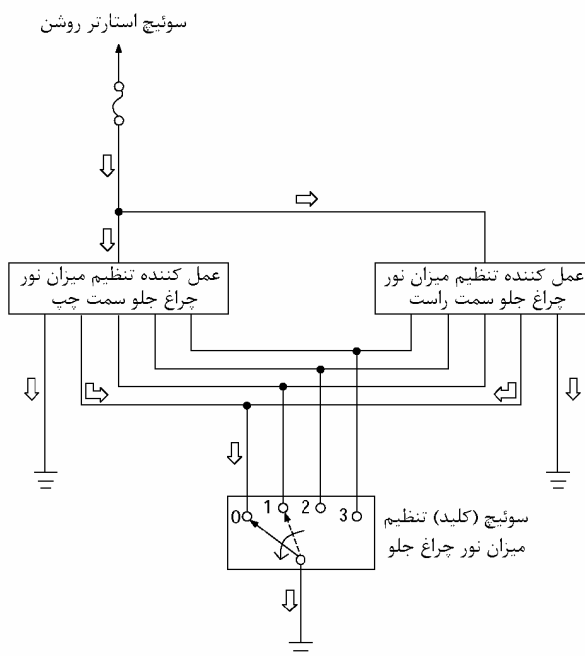 سوئیچ استارتر روشن
عمل کننده تنظیم میزان نور
چراغ جلو سمت چپ
عمل کننده تنظیم میزان نور
چراغ جلو سمت راست
0 1 2 3
سوئیچ (کلید) تنظیم
میزان نور چراغ جلو